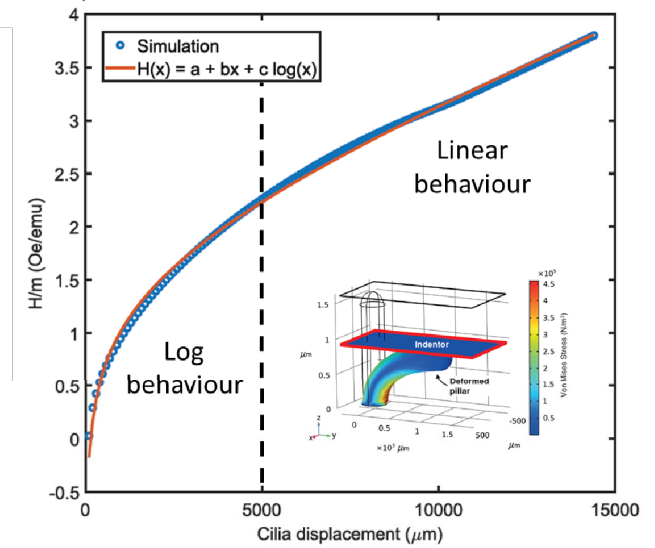 4
3.5
3
2.5
2
1.5
1
0.5
0
-0.5
H/m (Oe/emu)
Simulation
H(x) = a + bx + c log(x)
Linear
behaviour
Log
behaviour
1.5
1
0.5
0
μm
Indentor
Deformed
pillar
z
x
y
0
0.5
1
1.5
×10³ μm
500
-500
μm
×10⁵
4.5
4
3.5
3
2.5
2
1.5
1
0.5
Von Mises Stress (N/m²)
0
5000
10000
15000
Cilia displacement (μm)